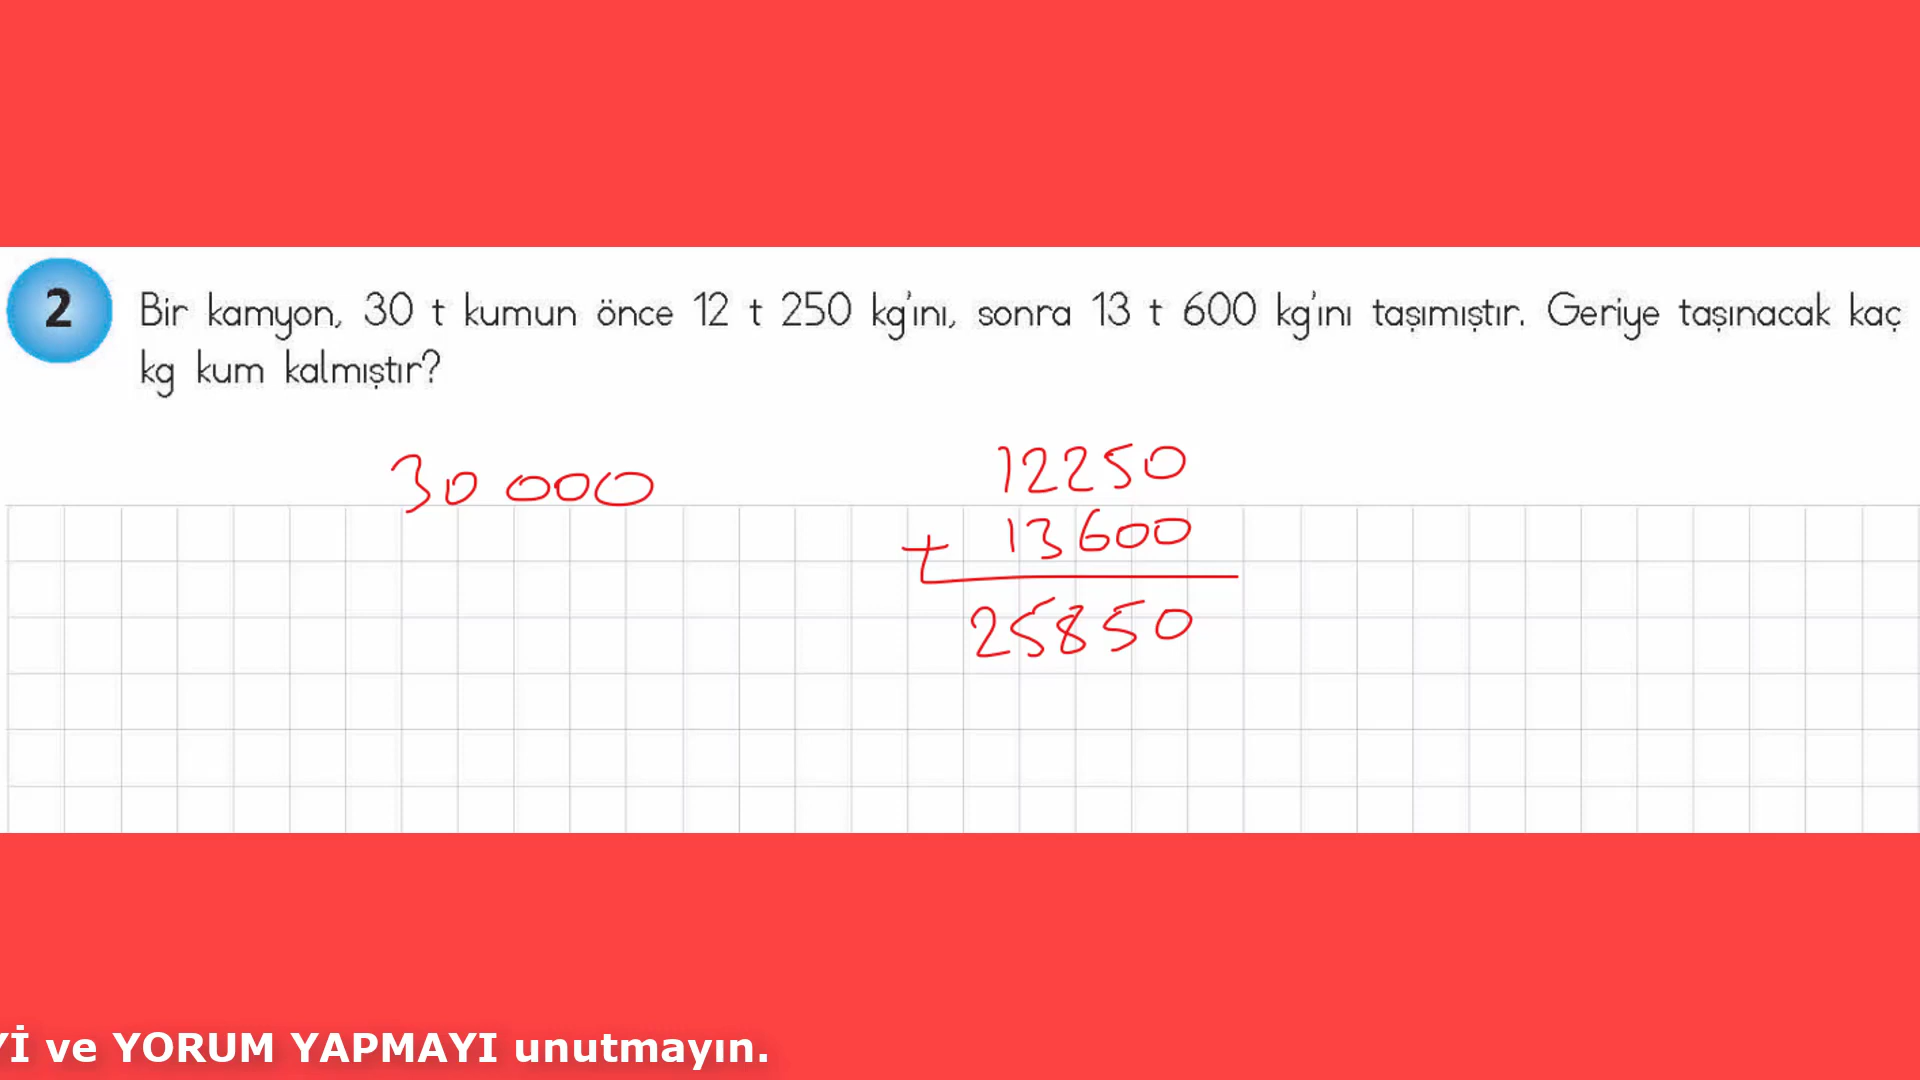 2
Bir kamyon, 30 t kumun önce 12 t 250 kg'ını, sonra 13 t 600 kg'ını taşımıştır. Geriye taşınacak kaç
kg kum kalmıştır?
30 000
12250
+ 13600
25850
Yİ ve YORUM YAPMAYI unutmayın.